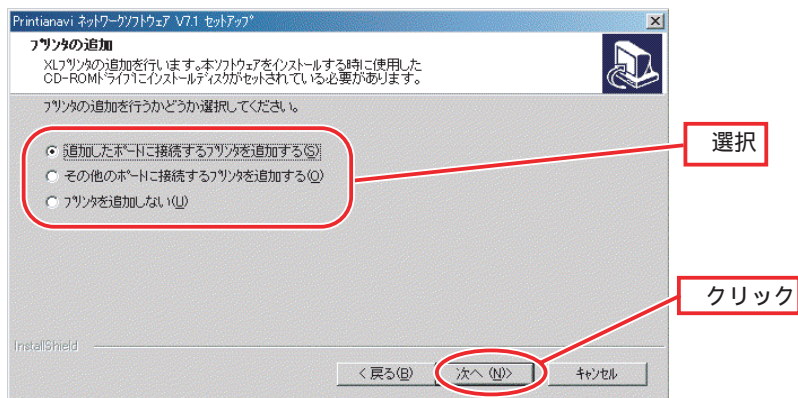 Printianavi ネットワークソフトウェア V7.1 セットアップ
プリンタの追加
XLプリンタの追加を行います。本ソフトウェアをインストールする時に使用した
CD-ROMドライブにインストールディスクがセットされている必要があります。
プリンタの追加を行うかどうか選択してください。
追加したポートに接続するプリンタを追加する(S)
その他のポートに接続するプリンタを追加する(O)
プリンタを追加しない(U)
選択
クリック
InstallShield
< 戻る(B)
次へ (N)>
キャンセル